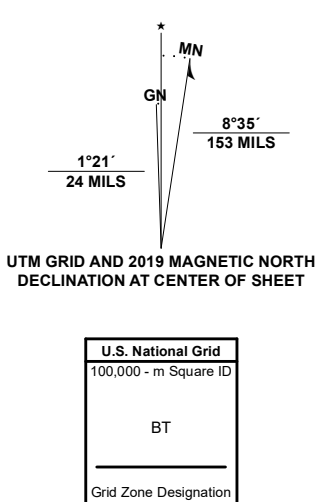 ★
MN
GN
8°35´
153 MILS
1°21´
24 MILS
UTM GRID AND 2019 MAGNETIC NORTH
DECLINATION AT CENTER OF SHEET
U.S. National Grid
100,000 - m Square ID
BT
Grid Zone Designation